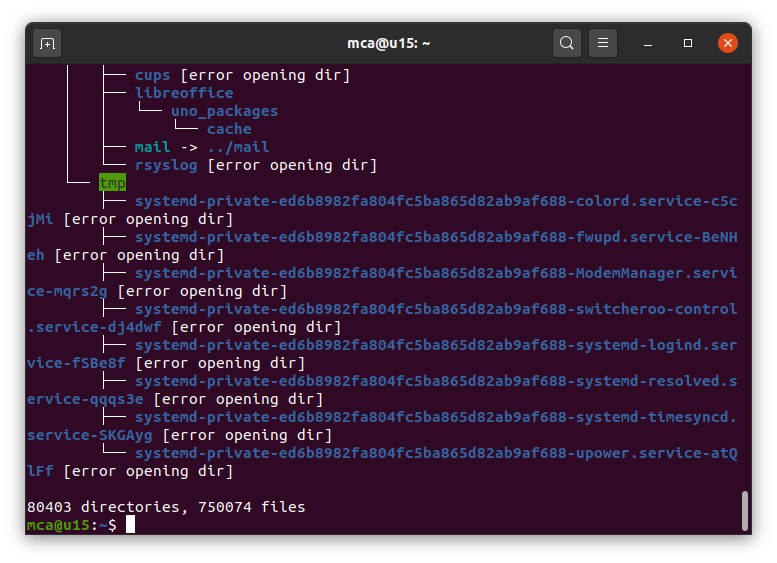 mca@u15: ~
cups [error opening dir]
libreoffice
uno_packages
cache
mail -> ../mail
rsyslog [error opening dir]
tmp
systemd-private-ed6b8982fa804fc5ba865d82ab9af688-colord.service-c5c
jMi [error opening dir]
systemd-private-ed6b8982fa804fc5ba865d82ab9af688-fwupd.service-BeNH
eh [error opening dir]
systemd-private-ed6b8982fa804fc5ba865d82ab9af688-ModemManager.servi
ce-mqrs2g [error opening dir]
systemd-private-ed6b8982fa804fc5ba865d82ab9af688-switcheroo-control
.service-dj4dwf [error opening dir]
systemd-private-ed6b8982fa804fc5ba865d82ab9af688-systemd-logind.ser
vice-fSBe8f [error opening dir]
systemd-private-ed6b8982fa804fc5ba865d82ab9af688-systemd-resolved.s
ervice-qqqs3e [error opening dir]
systemd-private-ed6b8982fa804fc5ba865d82ab9af688-systemd-timesyncd.
service-SKGAyg [error opening dir]
systemd-private-ed6b8982fa804fc5ba865d82ab9af688-upower.service-atQ
lFf [error opening dir]
80403 directories, 750074 files
mca@u15:~$